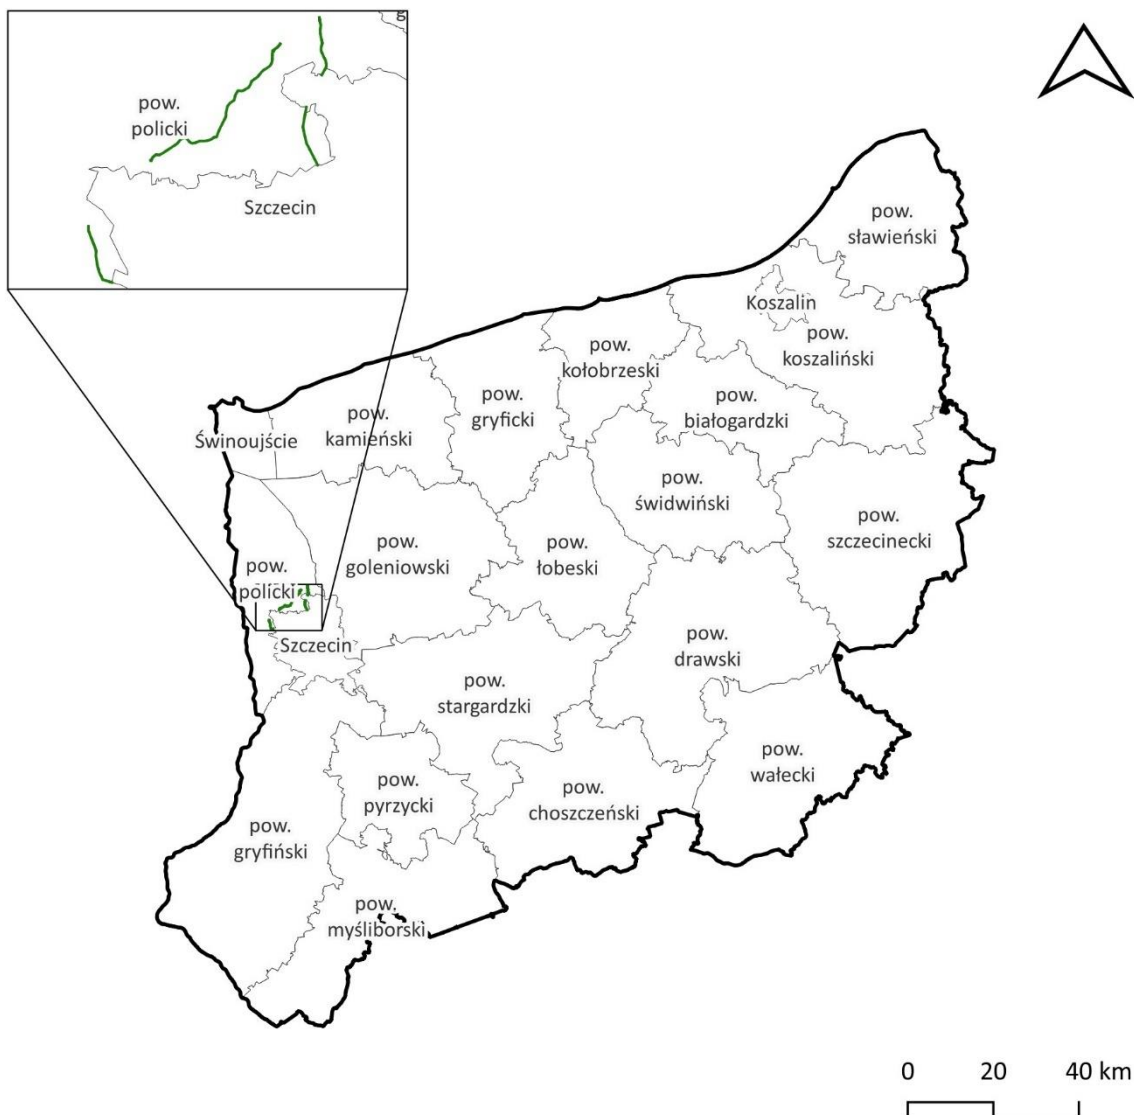 g
pow.
policki
Szczecin
pow.
sławieński
Koszalin
pow.
koszaliński
pow.
kołobrzeski
pow.
białogardzki
pow.
gryficki
pow.
kamieński
Świnoujście
pow.
świdwiński
pow.
szczecinecki
pow.
goleniowski
pow.
łobeski
pow.
policki
Szczecin
pow.
drawski
pow.
stargardzki
pow.
wałecki
pow.
pyrzycki
pow.
choszczeński
pow.
gryfiński
pow.
myśliborski
0 20 40 km